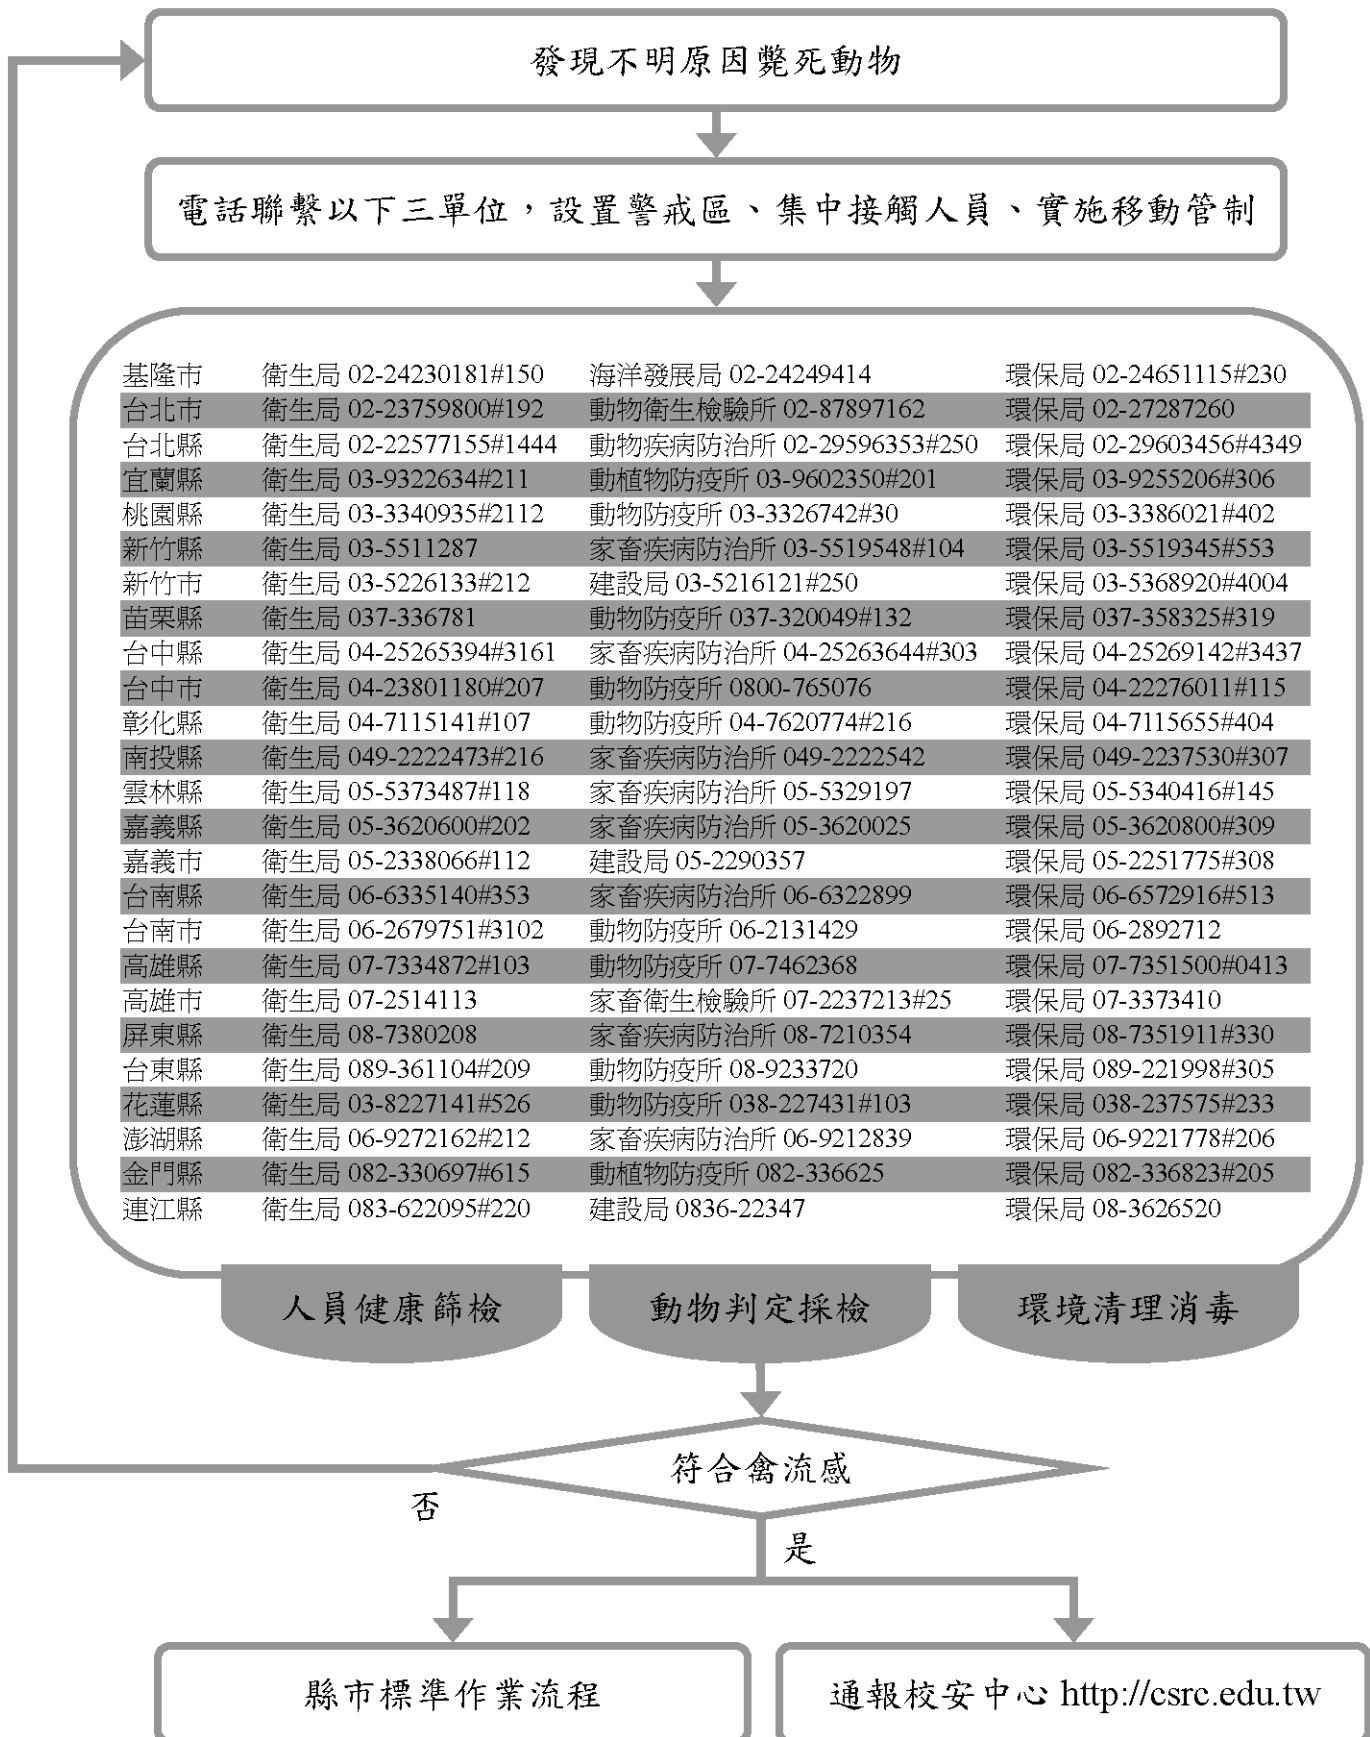 發現不明原因斃死動物
電話聯繫以下三單位，設置警戒區、集中接觸人員、實施移動管制
基隆市 衛生局 02-24230181#150 海洋發展局 02-24249414 環保局 02-24651115#230
台北市 衛生局 02-23759800#192 動物衛生檢驗所 02-87897162 環保局 02-27287260
台北縣 衛生局 02-22577155#1444 動物疾病防治所 02-29596353#250 環保局 02-29603456#4349
宜蘭縣 衛生局 03-9322634#211 動植物防疫所 03-9602350#201 環保局 03-9255206#306
桃園縣 衛生局 03-3340935#2112 動物防疫所 03-3326742#30 環保局 03-3386021#402
新竹縣 衛生局 03-5511287 家畜疾病防治所 03-5519548#104 環保局 03-5519345#553
新竹市 衛生局 03-5226133#212 建設局 03-5216121#250 環保局 03-5368920#4004
苗栗縣 衛生局 037-336781 動物防疫所 037-320049#132 環保局 037-358325#319
台中縣 衛生局 04-25265394#3161 家畜疾病防治所 04-25263644#303 環保局 04-25269142#3437
台中市 衛生局 04-23801180#207 動物防疫所 0800-765076 環保局 04-22276011#115
彰化縣 衛生局 04-7115141#107 動物防疫所 04-7620774#216 環保局 04-7115655#404
南投縣 衛生局 049-2222473#216 家畜疾病防治所 049-2222542 環保局 049-2237530#307
雲林縣 衛生局 05-5373487#118 家畜疾病防治所 05-5329197 環保局 05-5340416#145
嘉義縣 衛生局 05-3620600#202 家畜疾病防治所 05-3620025 環保局 05-3620800#309
嘉義市 衛生局 05-2338066#112 建設局 05-2290357 環保局 05-2251775#308
台南縣 衛生局 06-6335140#353 家畜疾病防治所 06-6322899 環保局 06-6572916#513
台南市 衛生局 06-2679751#3102 動物防疫所 06-2131429 環保局 06-2892712
高雄縣 衛生局 07-7334872#103 動物防疫所 07-7462368 環保局 07-7351500#0413
高雄市 衛生局 07-2514113 家畜衛生檢驗所 07-2237213#25 環保局 07-3373410
屏東縣 衛生局 08-7380208 家畜疾病防治所 08-7210354 環保局 08-7351911#330
台東縣 衛生局 089-361104#209 動物防疫所 08-9233720 環保局 089-221998#305
花蓮縣 衛生局 03-8227141#526 動物防疫所 038-227431#103 環保局 038-237575#233
澎湖縣 衛生局 06-9272162#212 家畜疾病防治所 06-9212839 環保局 06-9221778#206
金門縣 衛生局 082-330697#615 動植物防疫所 082-336625 環保局 082-336823#205
連江縣 衛生局 083-622095#220 建設局 0836-22347 環保局 08-3626520
人員健康篩檢 動物判定採檢 環境清理消毒
符合禽流感
否
是
縣市標準作業流程 通報校安中心 http://csrc.edu.tw